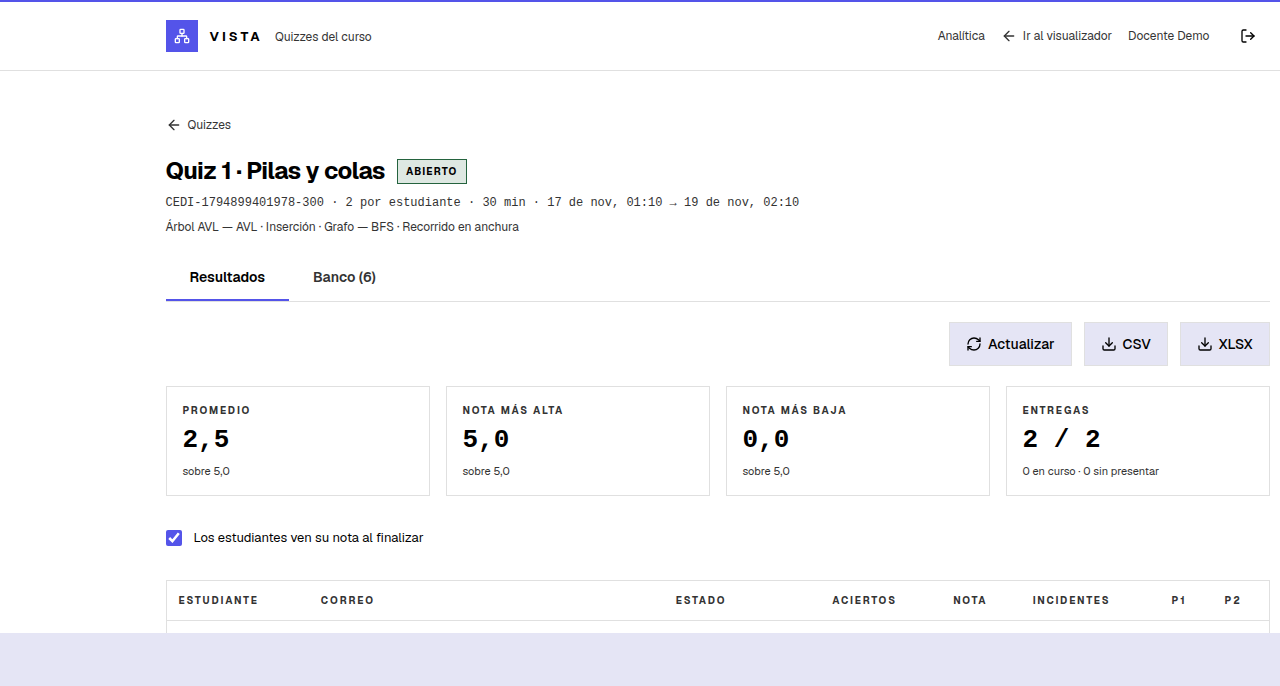 VISTA Quizzes del curso Analítica Ir al visualizador Docente Demo
Quizzes
Quiz 1 · Pilas y colas ABIERTO
CEDI-1794899401978-300 · 2 por estudiante · 30 min · 17 de nov, 01:10 → 19 de nov, 02:10
Árbol AVL — AVL · Inserción · Grafo — BFS · Recorrido en anchura
Resultados Banco (6)
Actualizar CSV XLSX
PROMEDIO NOTA MÁS ALTA NOTA MÁS BAJA ENTREGAS
2,5 5,0 0,0 2 / 2
sobre 5,0 sobre 5,0 sobre 5,0 0 en curso · 0 sin presentar
Los estudiantes ven su nota al finalizar
ESTUDIANTE CORREO ESTADO ACIERTOS NOTA INCIDENTES P1 P2